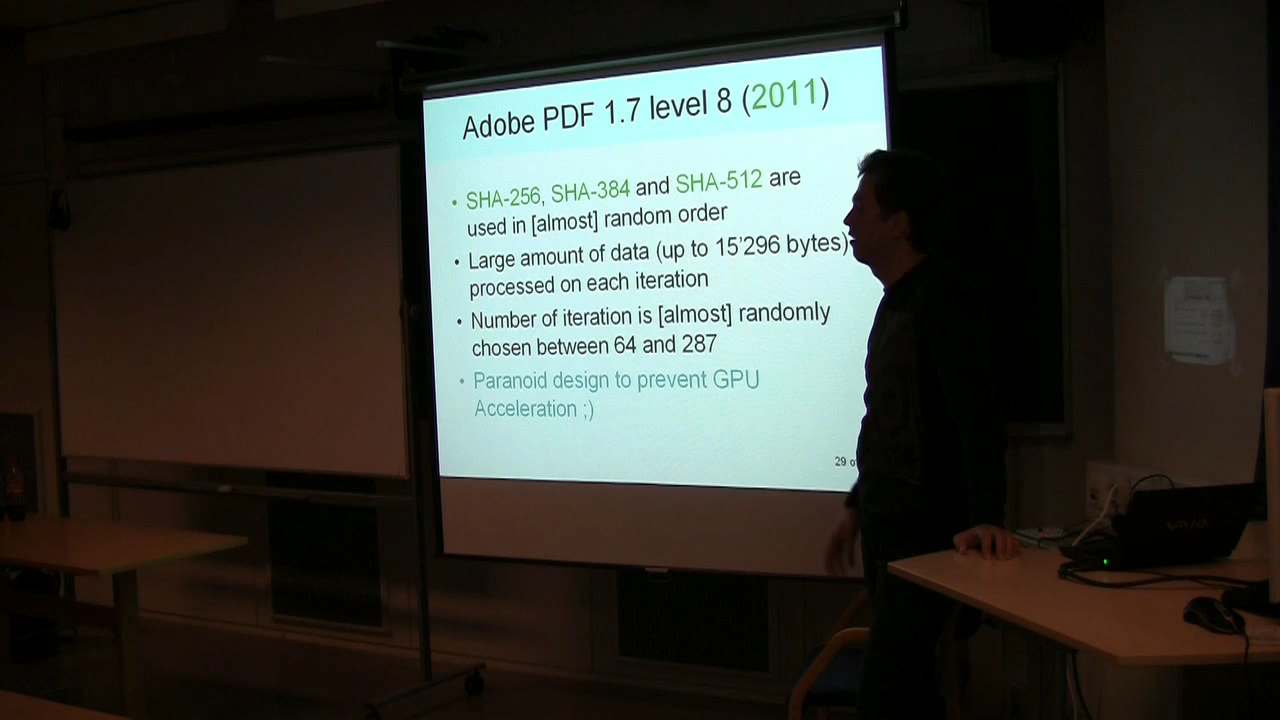 Adobe PDF 1.7 level 8 (2011)
• SHA-256, SHA-384 and SHA-512 are
used in [almost] random order
• Large amount of data (up to 15'296 bytes)
processed on each iteration
• Number of iteration is [almost] randomly
chosen between 64 and 287
• Paranoid design to prevent GPU
Acceleration ;)
29 o
VAIO